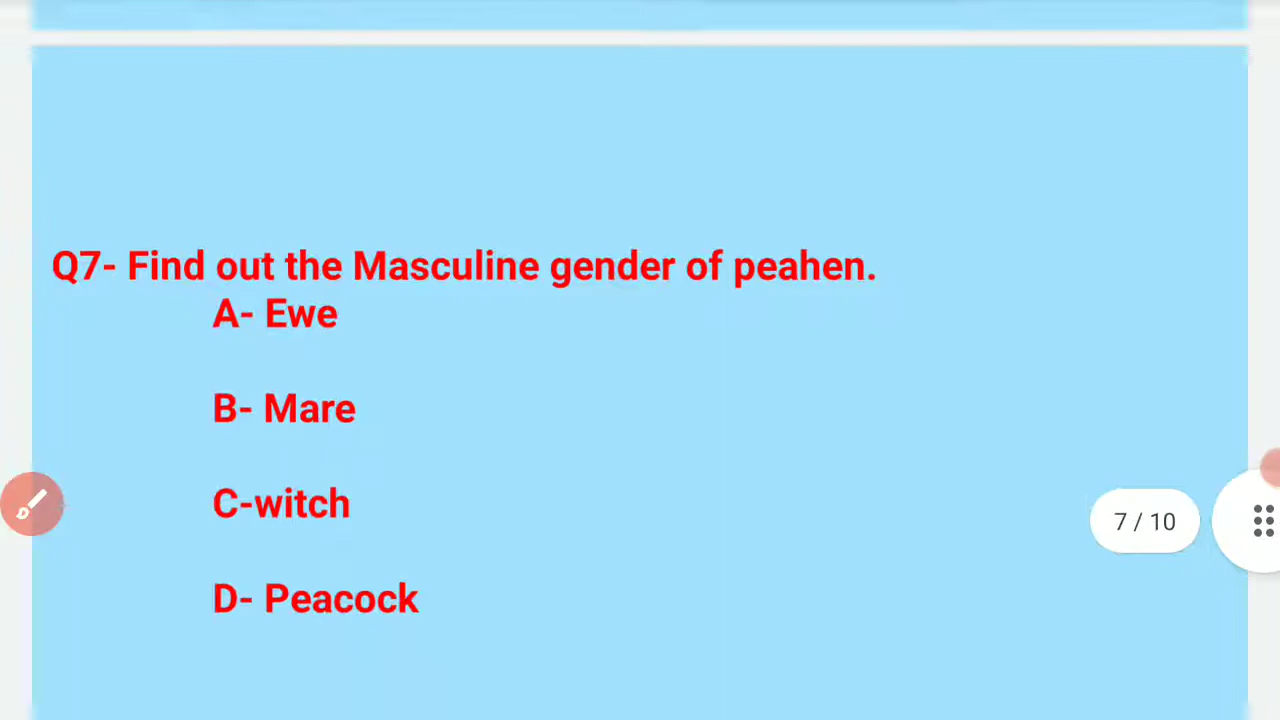 Q7- Find out the Masculine gender of peahen.
A- Ewe
B- Mare
C-witch
D- Peacock
7 / 10